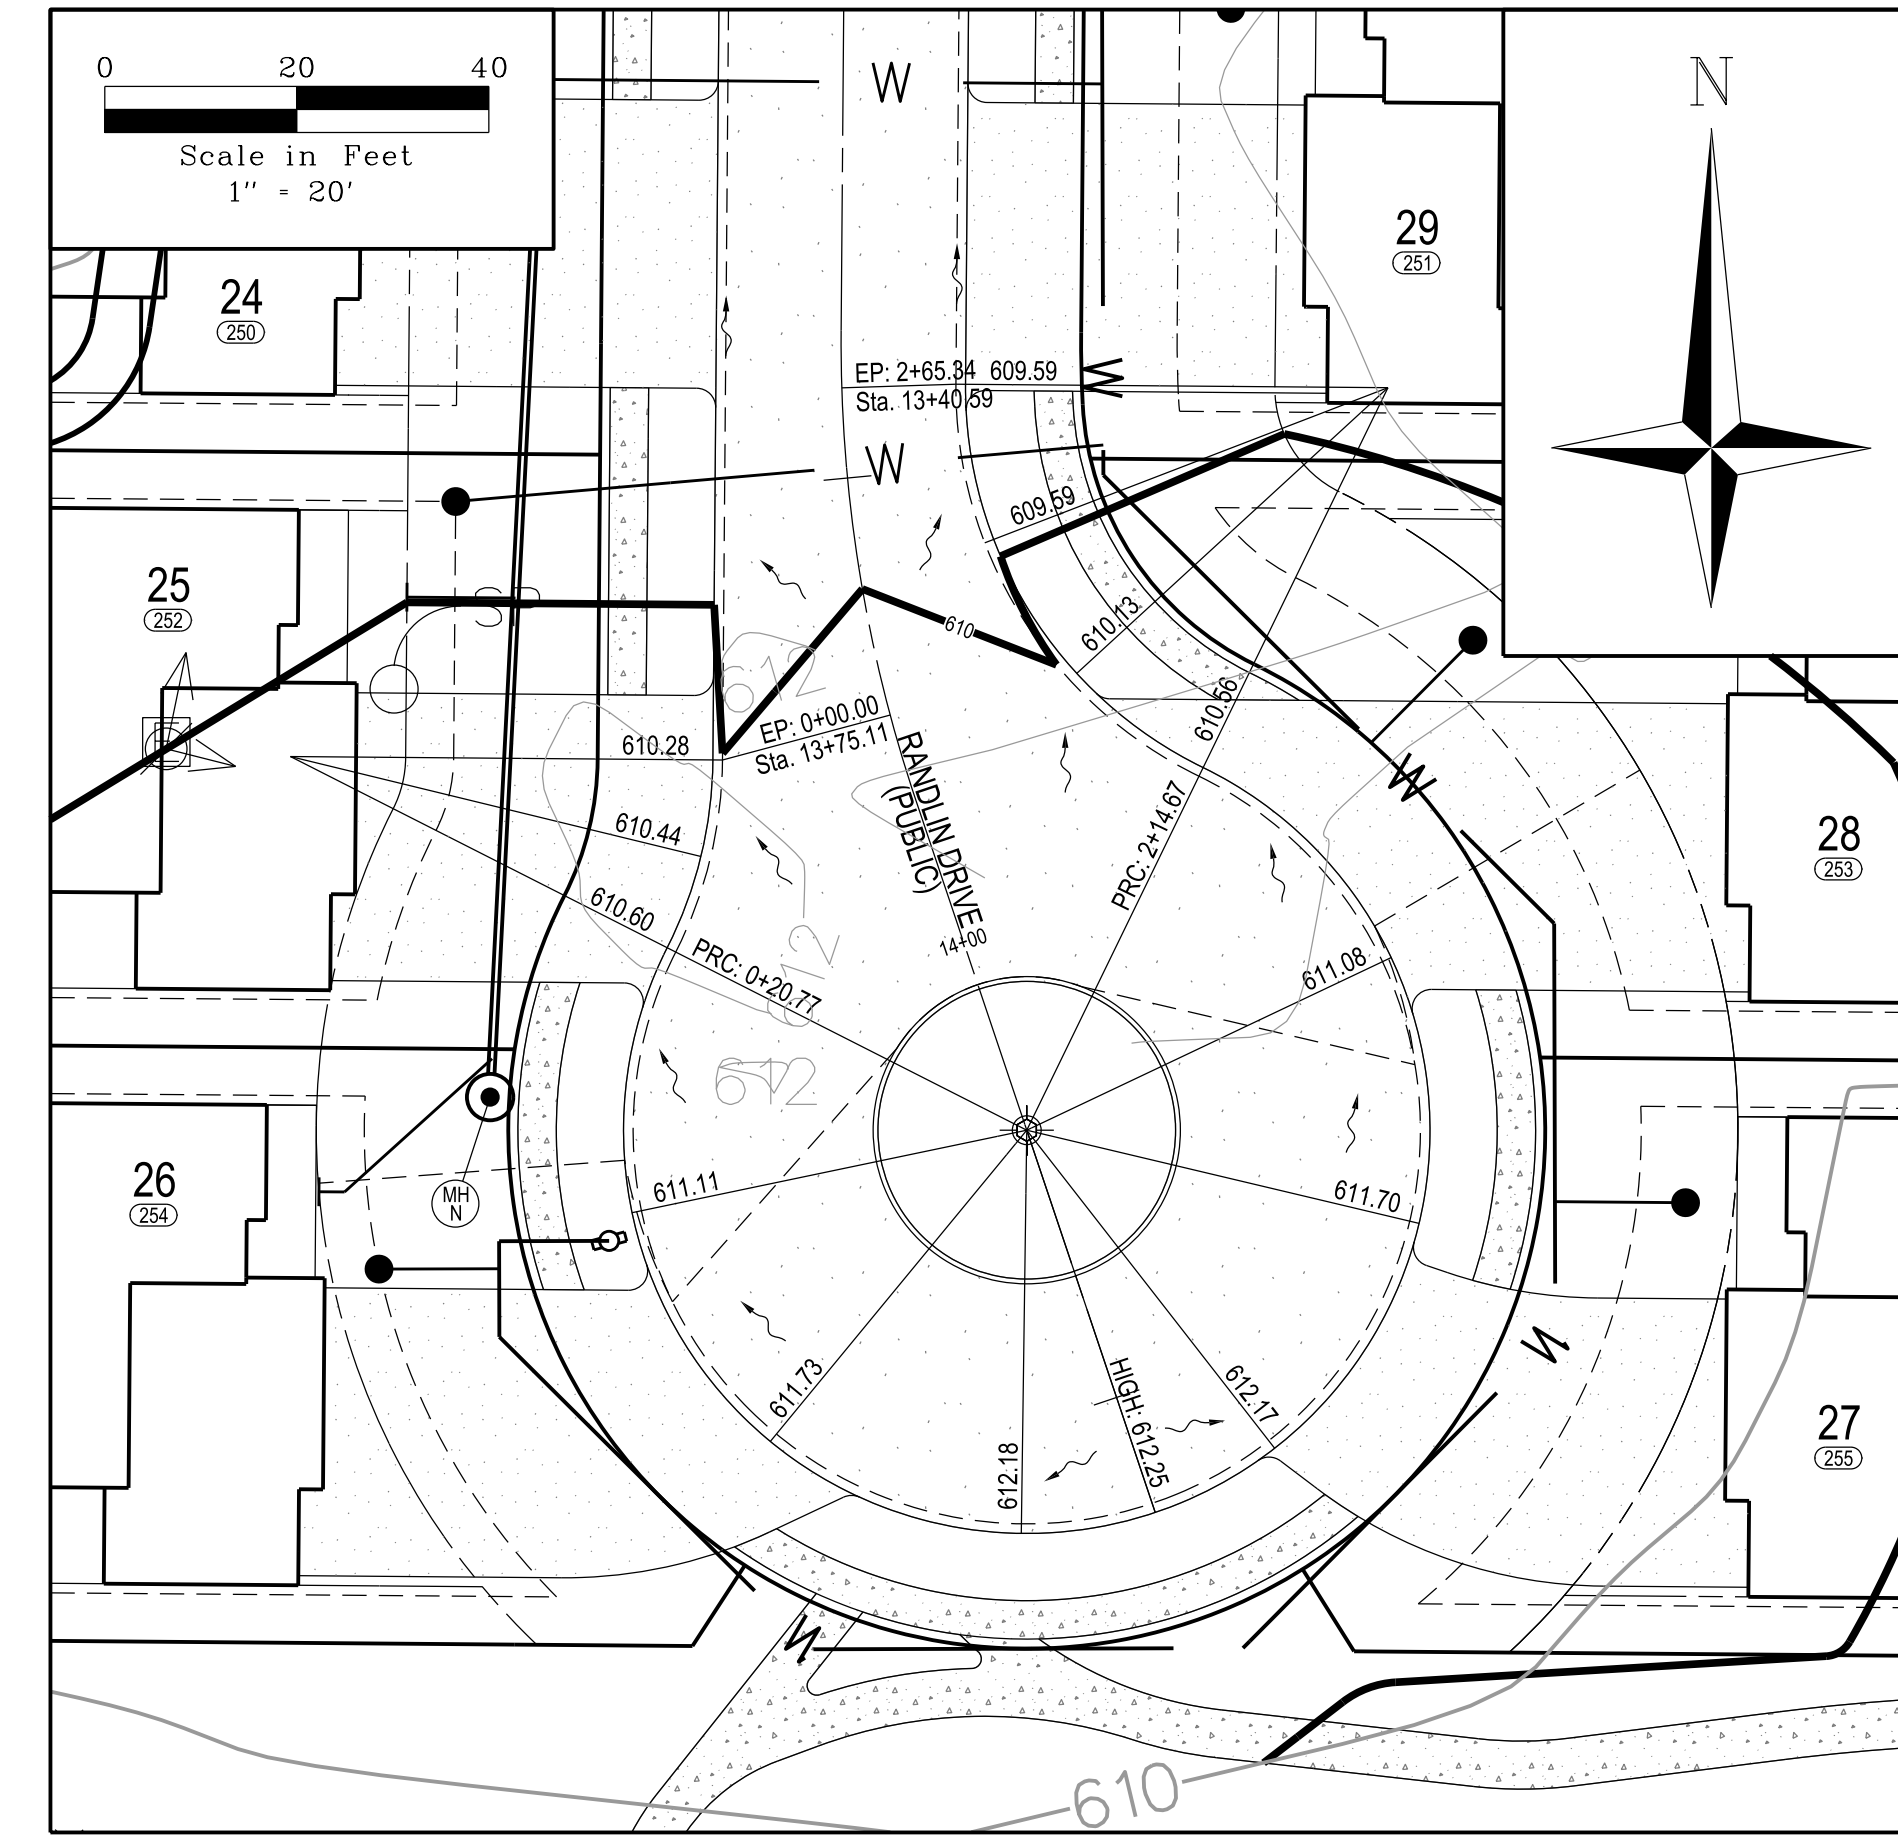 0 20 40
Scale in Feet
1" = 20'
N
W
29
251
24
250
EP: 2+65.34 609.59
Sta. 13+40.59
W
W
609.59
25
252
SD
610
610.13
612
610.56
EP: 0+00.00
Sta. 13+75.11
610.28
RANDLIN DRIVE
(PUBLIC)
14+00
PRC: 2+14.67
W
610.44
28
253
610.60
PRC: 0+20.77
612
611.08
612
26
254
MH
N
611.11
611.70
W
611.73
612.18
HIGH: 612.25
612.17
27
255
W
610